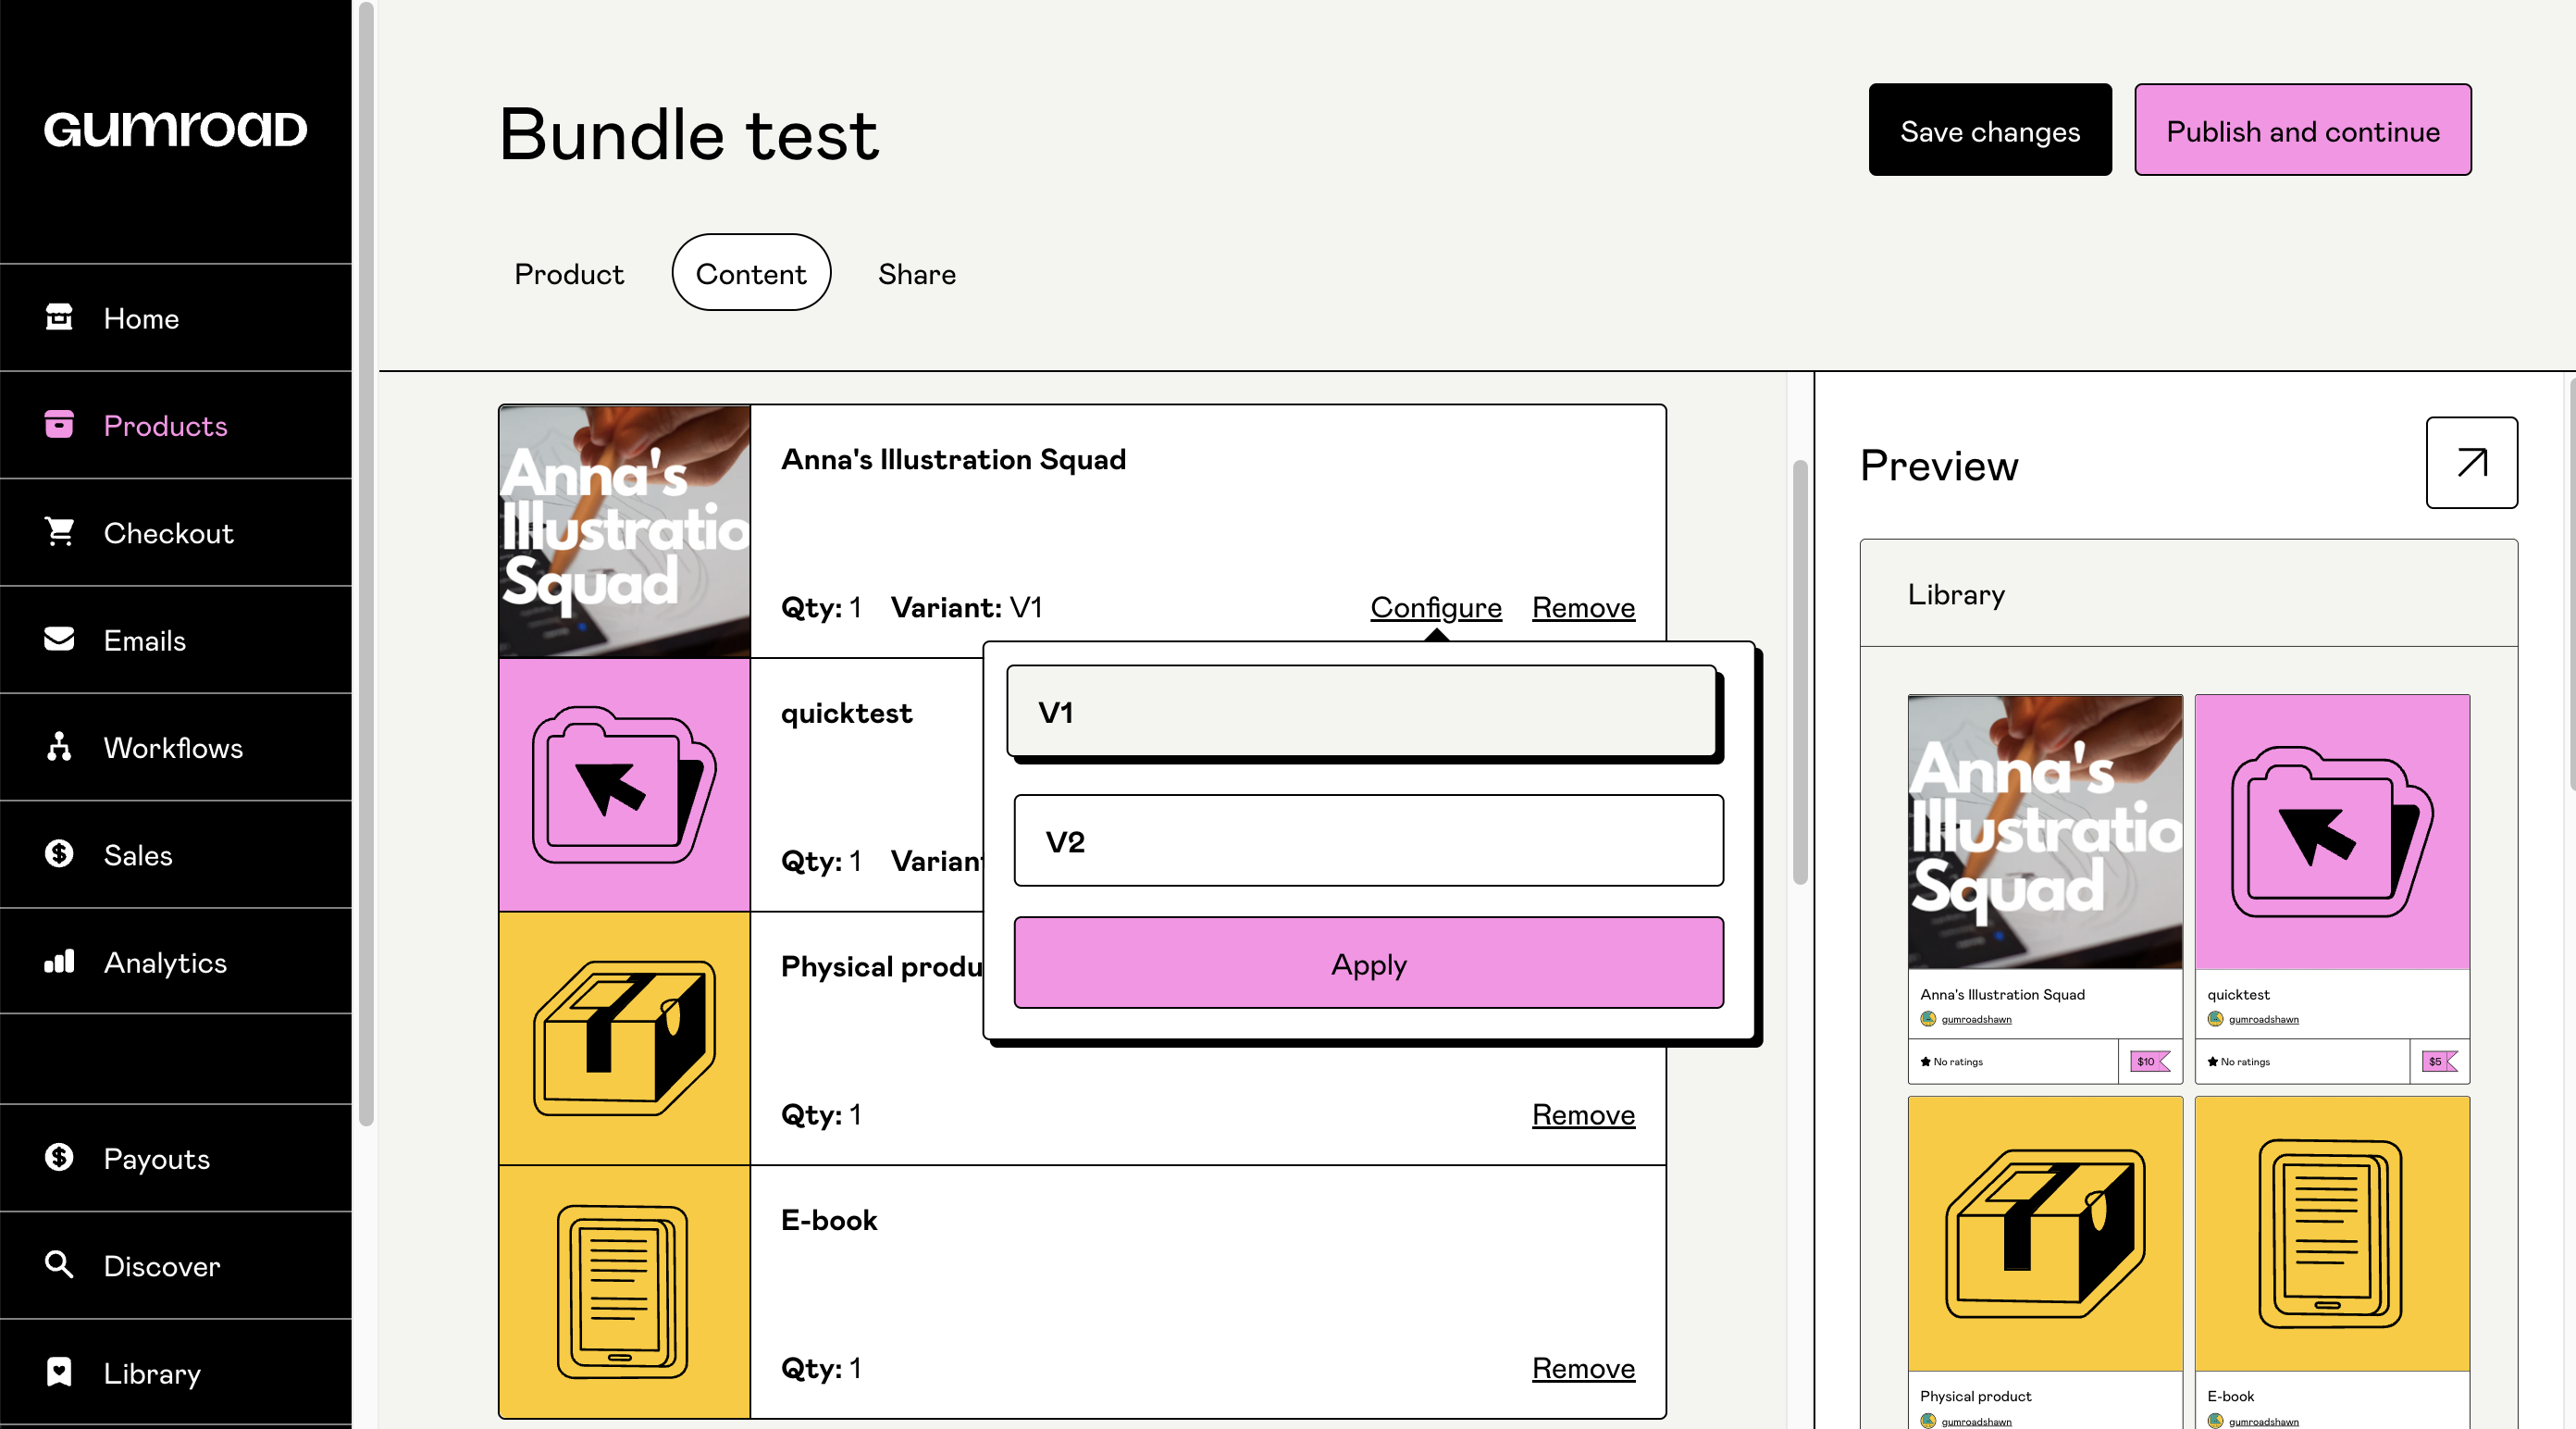 GUMROAD
Home
Products
Checkout
Emails
Workflows
Sales
Analytics
Payouts
Discover
Library
Bundle test
Save changes
Publish and continue
Product
Content
Share
Anna's
Illustratio
Squad
Anna's Illustration Squad
Qty: 1 Variant: V1
Configure
Remove
V1
V2
Apply
quicktest
Qty: 1 Varian
Physical produ
Qty: 1
Remove
E-book
Qty: 1
Remove
Preview
Library
Anna's
Illustratio
Squad
Anna's Illustration Squad
gumroadshawn
No ratings
$10
quicktest
gumroadshawn
No ratings
$5
Physical product
gumroadshawn
E-book
gumroadshawn